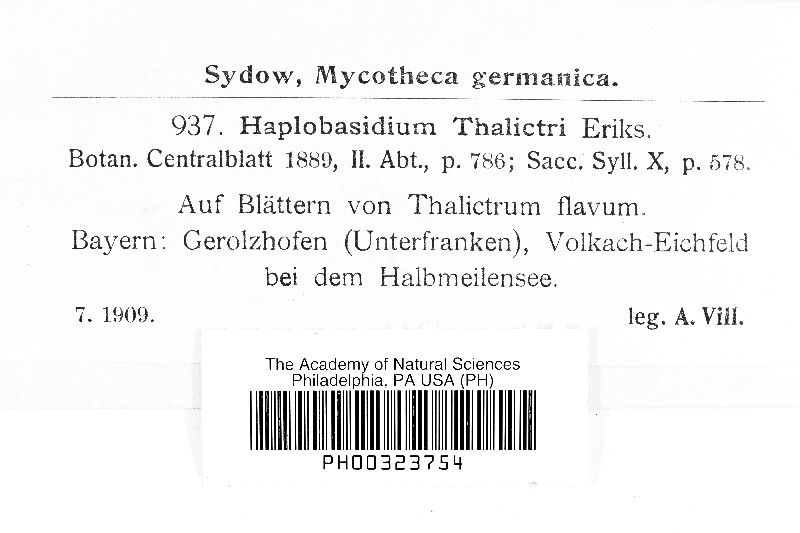 Sydow, Mycotheca germanica.
937. Haplobasidium Thalictri Eriks.
Botan. Centralblatt 1889, II. Abt., p. 786; Sacc. Syll. X, p. 578.
Auf Blättern von Thalictrum flavum.
Bayern: Gerolzhofen (Unterfranken), Volkach-Eichfeld
bei dem Halbmeilensee.
7. 1909. leg. A. Vill.
The Academy of Natural Sciences
Philadelphia, PA USA (PH)
PH00323754